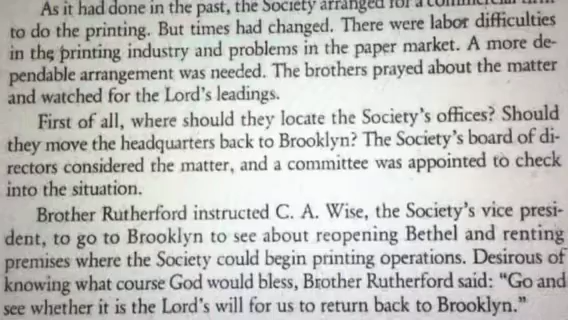 As it had done in the past, the Society arranged for a
to do the printing. But times had changed. There were labor difficulties
in the printing industry and problems in the paper market. A more de-
pendable arrangement was needed. The brothers prayed about the matter
and watched for the Lord's leadings.
First of all, where should they locate the Society's offices? Should
they move the headquarters back to Brooklyn? The Society's board of di-
rectors considered the matter, and a committee was appointed to check
into the situation.
Brother Rutherford instructed C. A. Wise, the Society's vice presi-
dent, to go to Brooklyn to see about reopening Bethel and renting
premises where the Society could begin printing operations. Desirous of
knowing what course God would bless, Brother Rutherford said: "Go and
see whether it is the Lord's will for us to return back to Brooklyn."